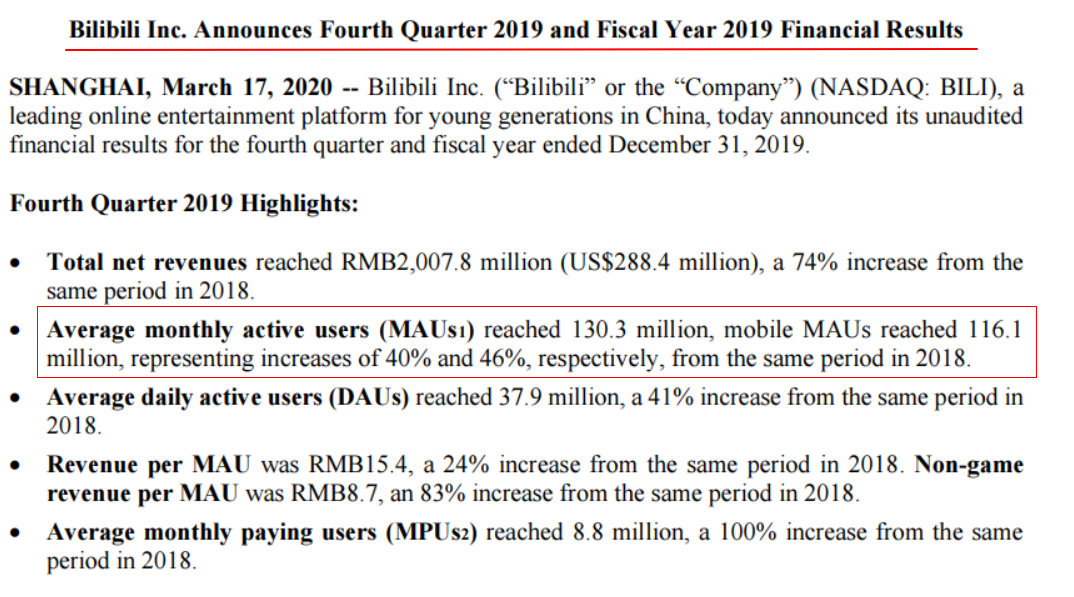 Bilibili Inc. Announces Fourth Quarter 2019 and Fiscal Year 2019 Financial Results
SHANGHAI, March 17, 2020 -- Bilibili Inc. (“Bilibili” or the “Company”) (NASDAQ: BILI), a
leading online entertainment platform for young generations in China, today announced its unaudited
financial results for the fourth quarter and fiscal year ended December 31, 2019.
Fourth Quarter 2019 Highlights:
• Total net revenues reached RMB2,007.8 million (US$288.4 million), a 74% increase from the
same period in 2018.
• Average monthly active users (MAUs1) reached 130.3 million, mobile MAUs reached 116.1
million, representing increases of 40% and 46%, respectively, from the same period in 2018.
• Average daily active users (DAUs) reached 37.9 million, a 41% increase from the same period in
2018.
• Revenue per MAU was RMB15.4, a 24% increase from the same period in 2018. Non-game
revenue per MAU was RMB8.7, an 83% increase from the same period in 2018.
• Average monthly paying users (MPUs2) reached 8.8 million, a 100% increase from the same
period in 2018.